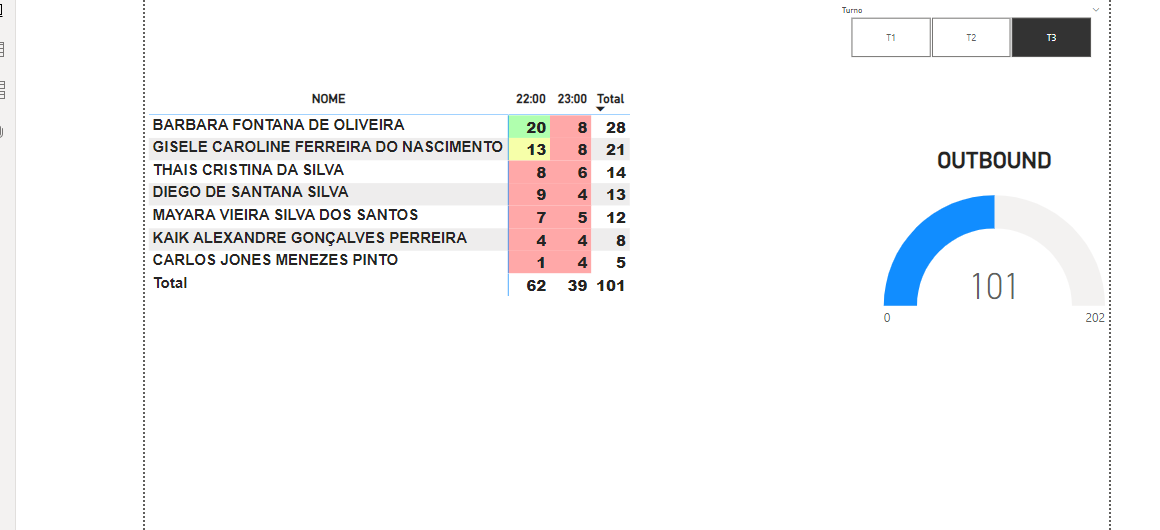 Turno
T1 T2 T3
NOME 22:00 23:00 Total
BARBARA FONTANA DE OLIVEIRA 20 8 28
GISELE CAROLINE FERREIRA DO NASCIMENTO 13 8 21
THAIS CRISTINA DA SILVA 8 6 14
DIEGO DE SANTANA SILVA 9 4 13
MAYARA VIEIRA SILVA DOS SANTOS 7 5 12
KAIK ALEXANDRE GONÇALVES PERREIRA 4 4 8
CARLOS JONES MENEZES PINTO 1 4 5
Total 62 39 101
OUTBOUND
101
0 202